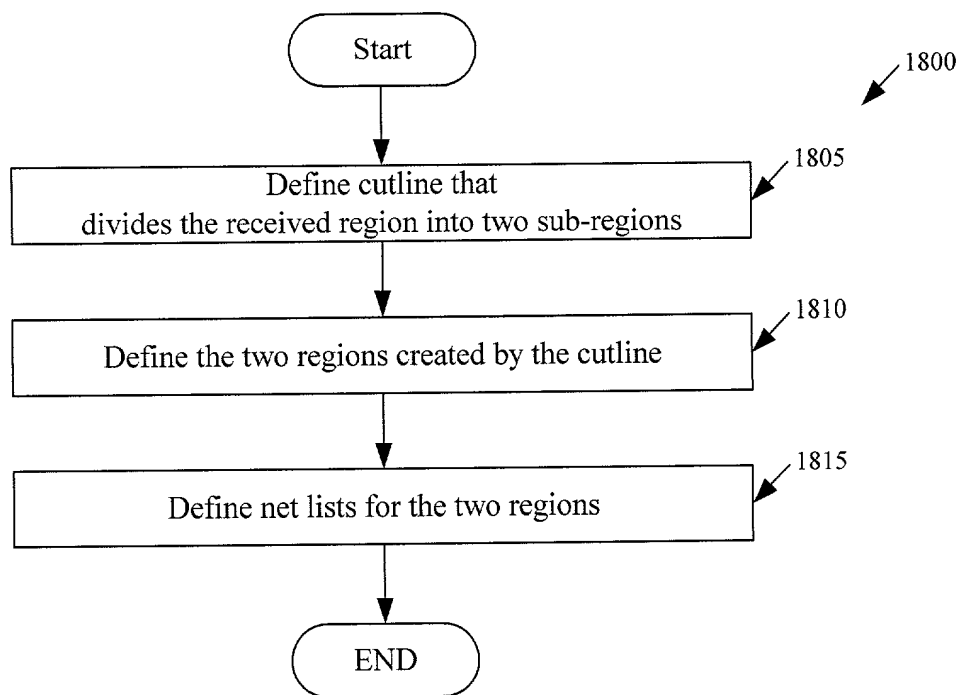 Start
1800
1805
Define cutline that
divides the received region into two sub-regions
1810
Define the two regions created by the cutline
1815
Define net lists for the two regions
END